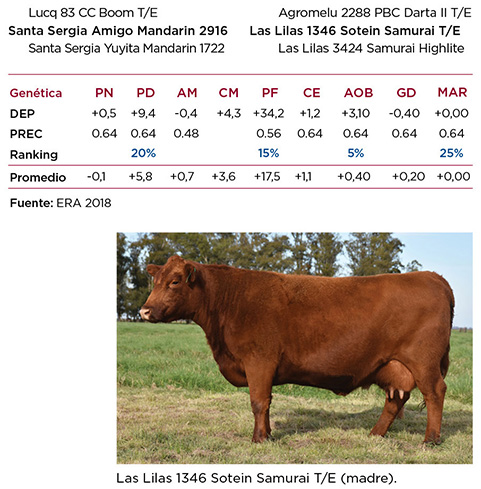 Lucq 83 CC Boom T/E Agromelu 2288 PBC Darta II T/E
Santa Sergia Amigo Mandarin 2916 Las Lilas 1346 Sotein Samurai T/E
Santa Sergia Yuyita Mandarin 1722 Las Lilas 3424 Samurai Highlite
Genética PN PD AM CM PF CE AOB GD MAR
DEP +0,5 +9,4 -0,4 +4,3 +34,2 +1,2 +3,10 -0,40 +0,00
PREC 0.64 0.64 0.48 0.56 0.64 0.64 0.64 0.64
Ranking 20% 15% 5% 25%
Promedio -0,1 +5,8 +0,7 +3,6 +17,5 +1,1 +0,40 +0,20 +0,00
Fuente: ERA 2018
Las Lilas 1346 Sotein Samurai T/E (madre).